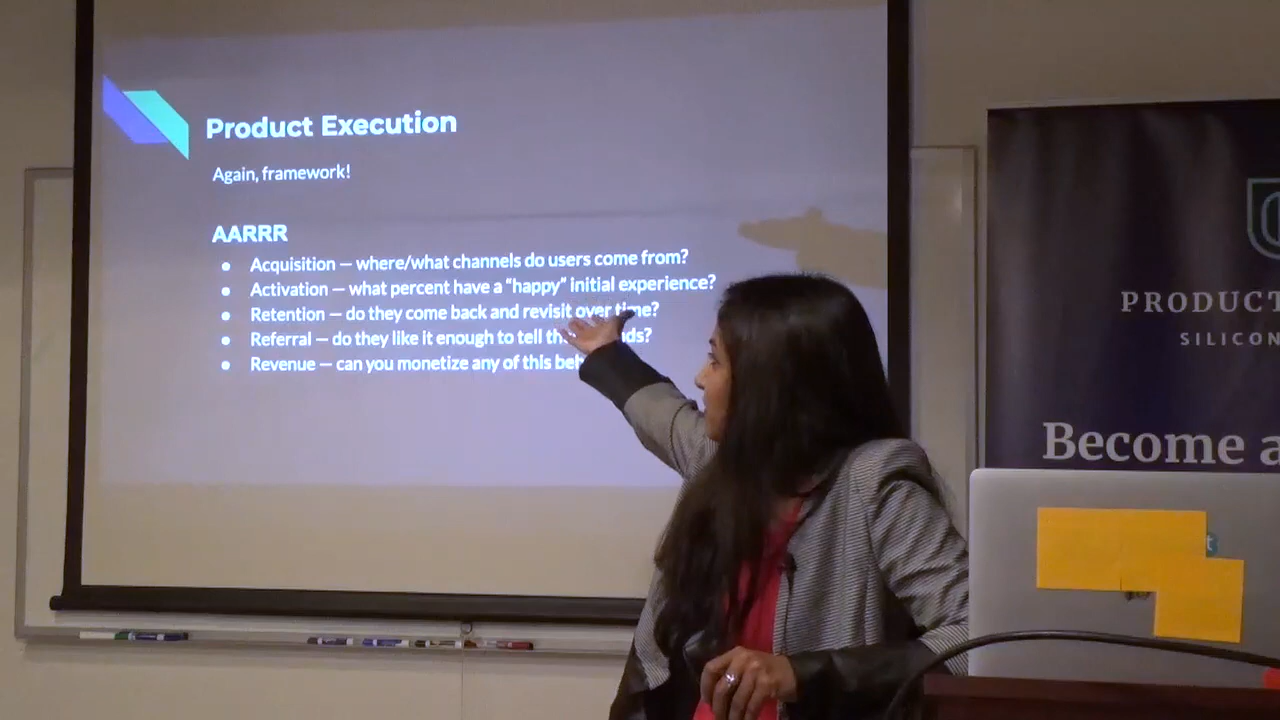 Product Execution
Again, framework!
AARRR
• Acquisition — where/what channels do users come from?
• Activation — what percent have a “happy” initial experience?
• Retention — do they come back and revisit over time?
• Referral — do they like it enough to tell
• Revenue — can you monetize any of this
PRODUCT
SILICON
Become a